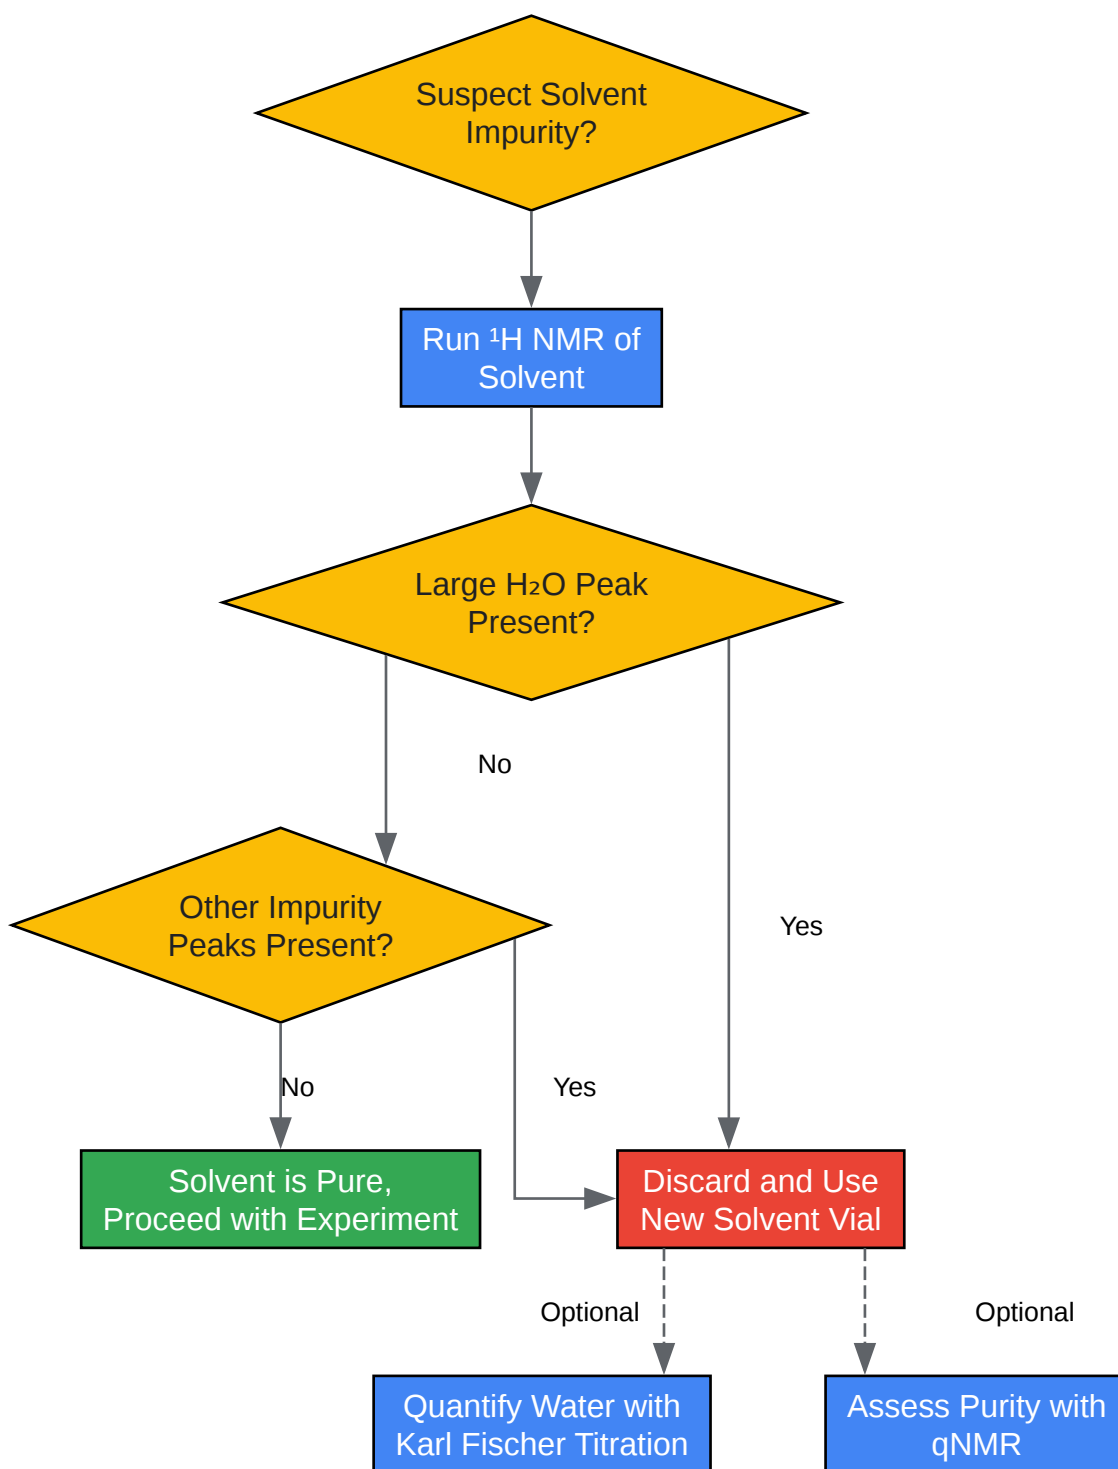 Suspect Solvent
Impurity?
Run ¹H NMR of
Solvent
Large H₂O Peak
Present?
No
Yes
Other Impurity
Peaks Present?
No
Yes
Solvent is Pure,
Proceed with Experiment
Discard and Use
New Solvent Vial
Optional
Optional
Quantify Water with
Karl Fischer Titration
Assess Purity with
qNMR